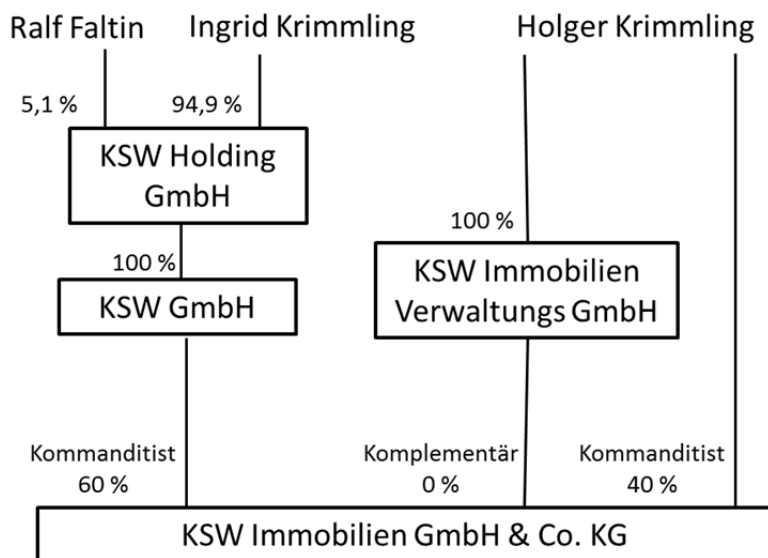 Ralf Faltin
Ingrid Krimmling
Holger Krimmling
5,1 %
94,9 %
KSW Holding
GmbH
100 %
100 %
KSW GmbH
KSW Immobilien
Verwaltungs GmbH
Kommanditist
60 %
Komplementär
0 %
Kommanditist
40 %
KSW Immobilien GmbH & Co. KG